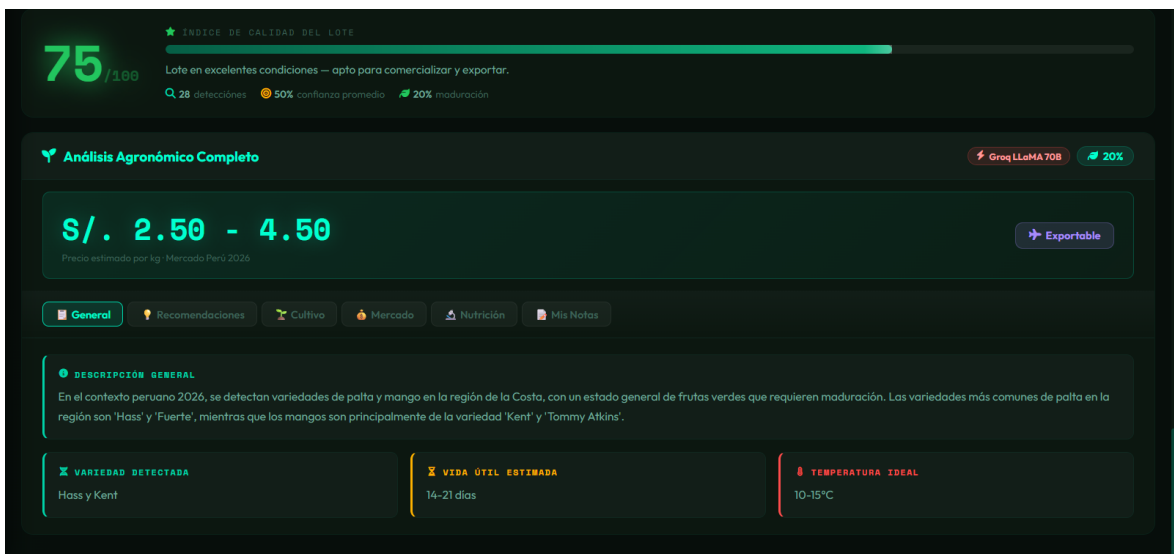 75/100
ÍNDICE DE CALIDAD DEL LOTE
Lote en excelentes condiciones — apto para comercializar y exportar.
28 detecciónes 50% confianza promedio 20% maduración
Análisis Agronómico Completo
Groq LLaMA 70B
20%
S/. 2.50 - 4.50
Precio estimado por kg · Mercado Perú 2026
Exportable
General Recomendaciones Cultivo Mercado Nutrición Mis Notas
DESCRIPCIÓN GENERAL
En el contexto peruano 2026, se detectan variedades de palta y mango en la región de la Costa, con un estado general de frutas verdes que requieren maduración. Las variedades más comunes de palta en la
región son 'Hass' y 'Fuerte', mientras que los mangos son principalmente de la variedad 'Kent' y 'Tommy Atkins'.
VARIEDAD DETECTADA
Hass y Kent
VIDA ÚTIL ESTIMADA
14-21 días
TEMPERATURA IDEAL
10-15°C